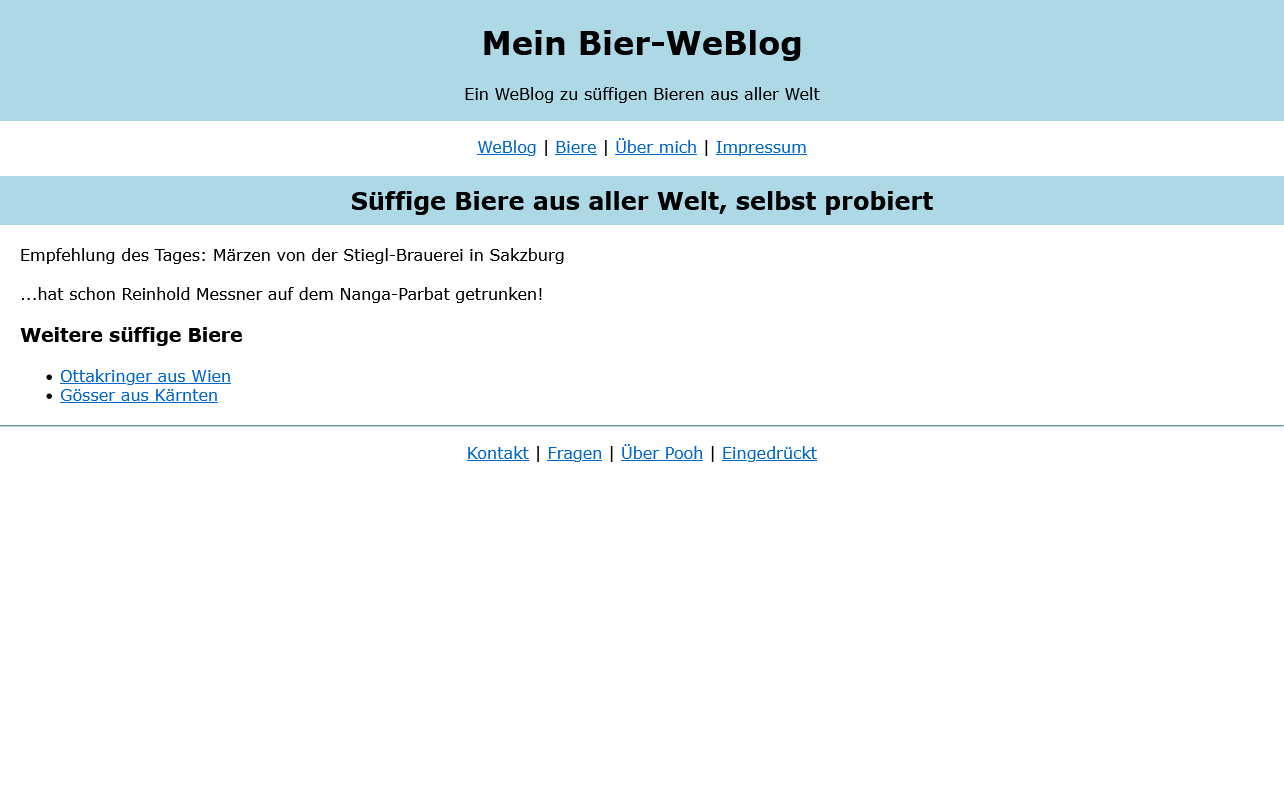 Mein Bier-WeBlog
Ein WeBlog zu süffigen Bieren aus aller Welt
WeBlog | Biere | Über mich | Impressum
Süffige Biere aus aller Welt, selbst probiert
Empfehlung des Tages: Märzen von der Stiegl-Brauerei in Sakzburg
...hat schon Reinhold Messner auf dem Nanga-Parbat getrunken!
Weitere süffige Biere
• Ottakringer aus Wien
• Gösser aus Kärnten
Kontakt | Fragen | Über Pooh | Eingedrückt